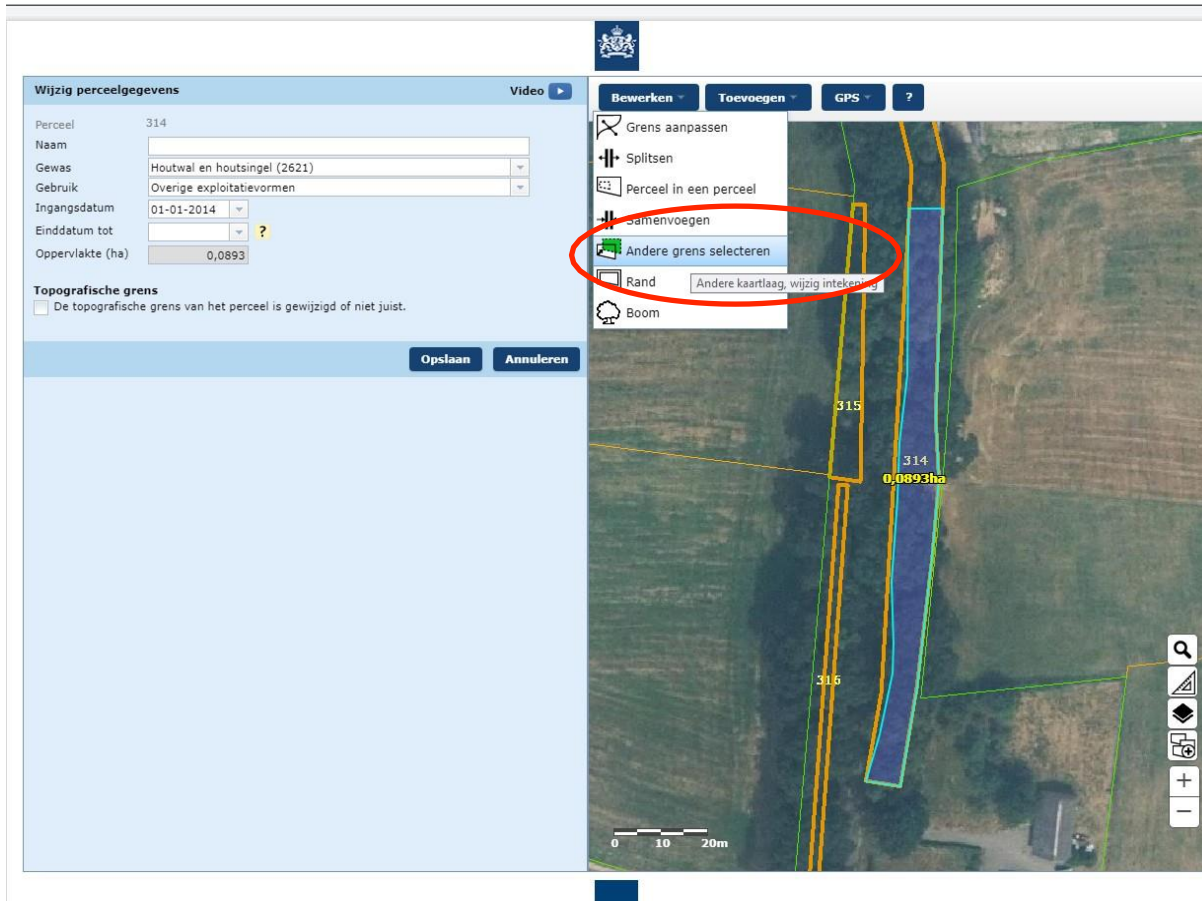 Wijzig perceelgegevens Video
Perceel 314
Naam
Gewas Houtwal en houtsingel (2621)
Gebruik Overige exploitatievormen
Ingangsdatum 01-01-2014
Einddatum tot ?
Oppervlakte (ha) 0,0893
Topografische grens
De topografische grens van het perceel is gewijzigd of niet juist.
Opslaan Annuleren
Bewerken Toevoegen GPS ?
Grens aanpassen
Splitsen
Perceel in een perceel
Samenvoegen
Andere grens selecteren
Rand Andere kaartlaag, wijzig intekening
Boom
315
314
0,0893ha
316
0 10 20m